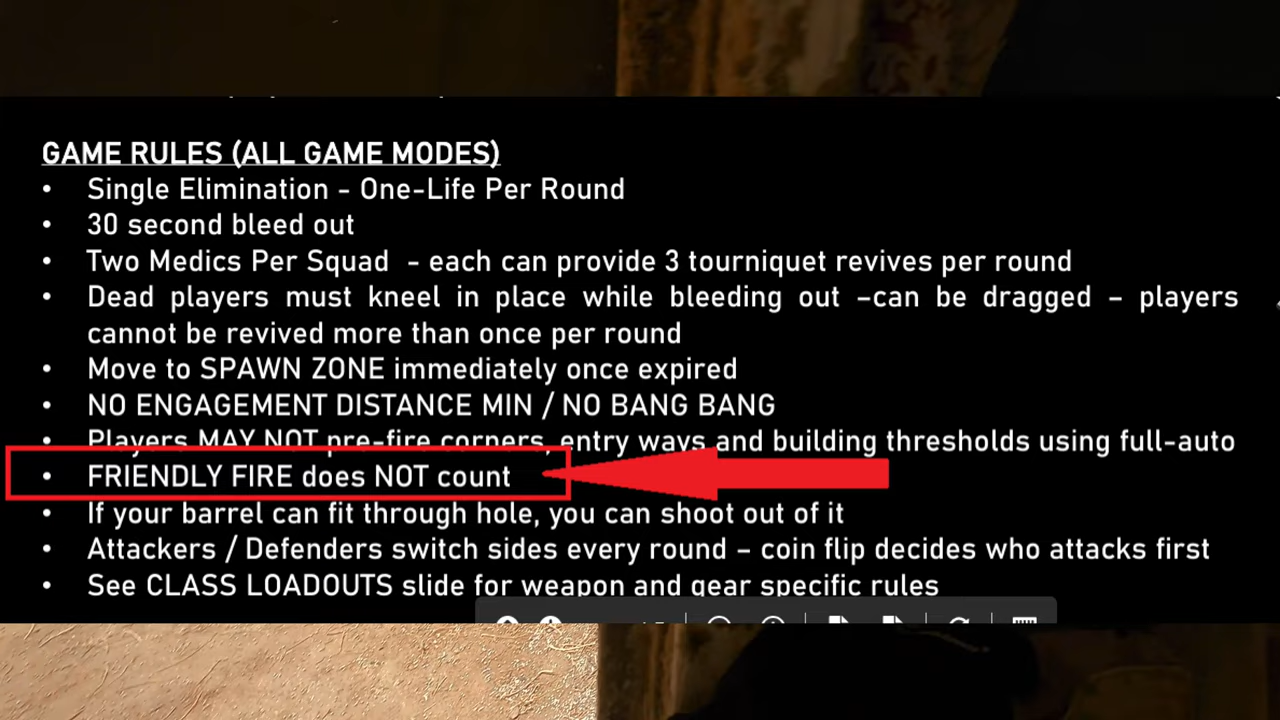 GAME RULES (ALL GAME MODES)
• Single Elimination - One-Life Per Round
• 30 second bleed out
• Two Medics Per Squad - each can provide 3 tourniquet revives per round
• Dead players must kneel in place while bleeding out –can be dragged – players
cannot be revived more than once per round
• Move to SPAWN ZONE immediately once expired
• NO ENGAGEMENT DISTANCE MIN / NO BANG BANG
• Players MAY NOT pre-fire corners, entry ways and building thresholds using full-auto
• FRIENDLY FIRE does NOT count
• If your barrel can fit through hole, you can shoot out of it
• Attackers / Defenders switch sides every round – coin flip decides who attacks first
• See CLASS LOADOUTS slide for weapon and gear specific rules